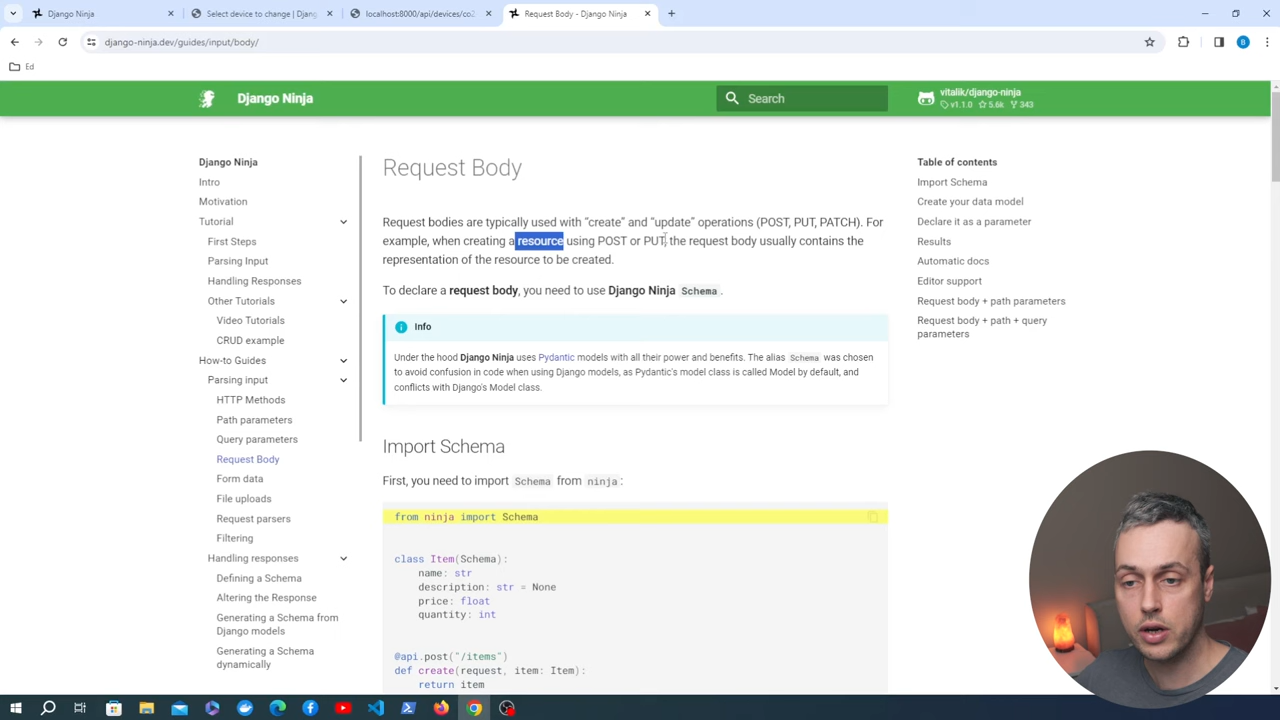 Django Ninja
Select device to change | Djang
localhost:8000/api/devices/co2
Request Body - Django Ninja
django-ninja.dev/guides/input/body/
B
Ed
Django Ninja
Search
vitalik/django-ninja
v1.1.0 5.6k 343
Django Ninja
Intro
Motivation
Tutorial
First Steps
Parsing Input
Handling Responses
Other Tutorials
Video Tutorials
CRUD example
How-to Guides
Parsing input
HTTP Methods
Path parameters
Query parameters
Request Body
Form data
File uploads
Request parsers
Filtering
Handling responses
Defining a Schema
Altering the Response
Generating a Schema from
Django models
Generating a Schema
dynamically
Request Body
Request bodies are typically used with “create” and “update” operations (POST, PUT, PATCH). For
example, when creating a resource using POST or PUT, the request body usually contains the
representation of the resource to be created.
To declare a request body, you need to use Django Ninja Schema.
Info
Under the hood Django Ninja uses Pydantic models with all their power and benefits. The alias Schema was chosen
to avoid confusion in code when using Django models, as Pydantic's model class is called Model by default, and
conflicts with Django's Model class.
Import Schema
First, you need to import Schema from ninja:
from ninja import Schema
class Item(Schema):
name: str
description: str = None
price: float
quantity: int
@api.post("/items")
def create(request, item: Item):
return item
Table of contents
Import Schema
Create your data model
Declare it as a parameter
Results
Automatic docs
Editor support
Request body + path parameters
Request body + path + query
parameters